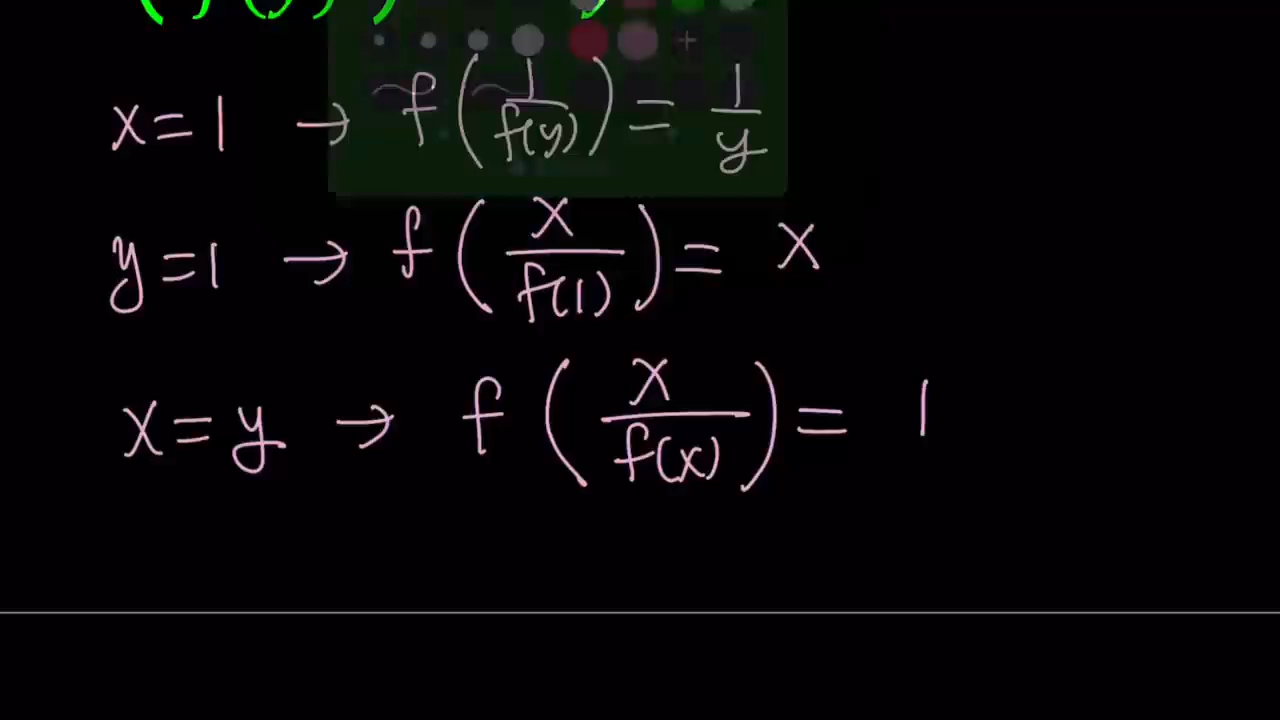 x = 1 → f(1/f(y)) = 1/y
y = 1 → f(x/f(1)) = x
x = y → f(x/f(x)) = 1